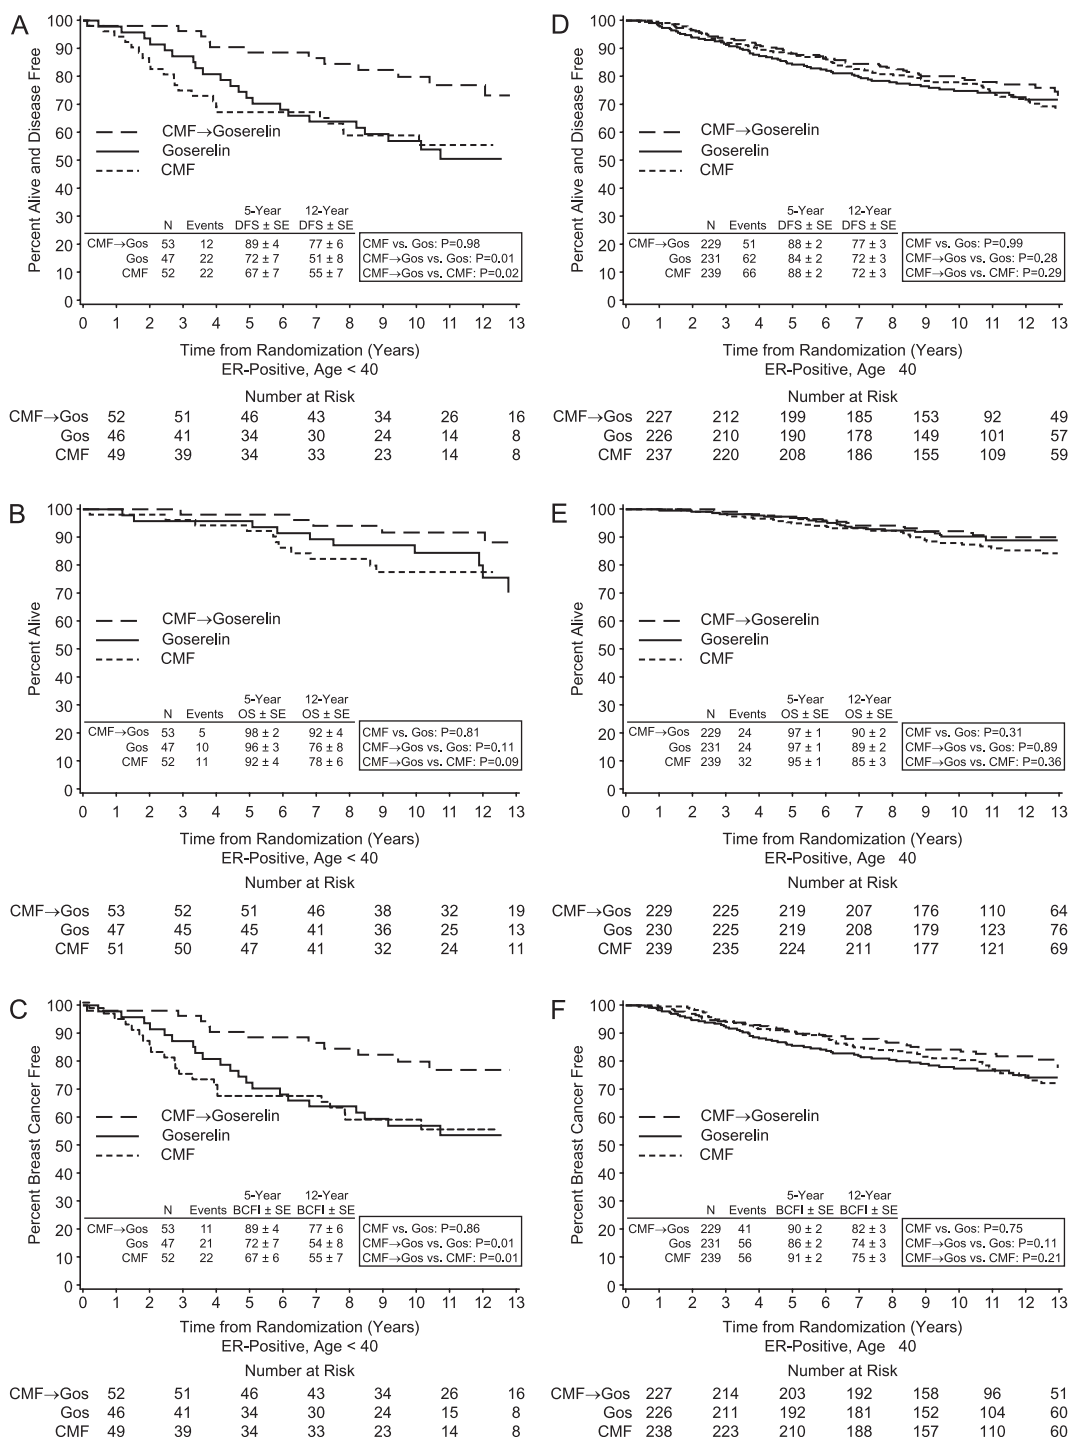 A
100
90
80
70
60
50
40
30
20
10
0
Percent Alive and Disease Free
CMF→Goserelin
Goserelin
CMF
5-Year 12-Year
N Events DFS ± SE DFS ± SE
CMF→Gos 53 12 89 ± 4 77 ± 6
Gos 47 22 72 ± 7 51 ± 8
CMF 52 22 67 ± 7 55 ± 7
CMF vs. Gos: P=0.98
CMF→Gos vs. Gos: P=0.01
CMF→Gos vs. CMF: P=0.02
0 1 2 3 4 5 6 7 8 9 10 11 12 13
Time from Randomization (Years)
ER-Positive, Age < 40
Number at Risk
CMF→Gos 52 51 46 43 34 26 16
Gos 46 41 34 30 24 14 8
CMF 49 39 34 33 23 14 8
D
100
90
80
70
60
50
40
30
20
10
0
Percent Alive and Disease Free
CMF→Goserelin
Goserelin
CMF
5-Year 12-Year
N Events DFS ± SE DFS ± SE
CMF→Gos 229 51 88 ± 2 77 ± 3
Gos 231 62 84 ± 2 72 ± 3
CMF 239 66 88 ± 2 72 ± 3
CMF vs. Gos: P=0.99
CMF→Gos vs. Gos: P=0.28
CMF→Gos vs. CMF: P=0.29
0 1 2 3 4 5 6 7 8 9 10 11 12 13
Time from Randomization (Years)
ER-Positive, Age 40
Number at Risk
CMF→Gos 227 212 199 185 153 92 49
Gos 226 210 190 178 149 101 57
CMF 237 220 208 186 155 109 59
B
100
90
80
70
60
50
40
30
20
10
0
Percent Alive
CMF→Goserelin
Goserelin
CMF
5-Year 12-Year
N Events OS ± SE OS ± SE
CMF→Gos 53 5 98 ± 2 92 ± 4
Gos 47 10 96 ± 3 76 ± 8
CMF 52 11 92 ± 4 78 ± 6
CMF vs. Gos: P=0.81
CMF→Gos vs. Gos: P=0.11
CMF→Gos vs. CMF: P=0.09
0 1 2 3 4 5 6 7 8 9 10 11 12 13
Time from Randomization (Years)
ER-Positive, Age < 40
Number at Risk
CMF→Gos 53 52 51 46 38 32 19
Gos 47 45 45 41 36 25 13
CMF 51 50 47 41 32 24 11
E
100
90
80
70
60
50
40
30
20
10
0
Percent Alive
CMF→Goserelin
Goserelin
CMF
5-Year 12-Year
N Events OS ± SE OS ± SE
CMF→Gos 229 24 97 ± 1 90 ± 2
Gos 231 24 97 ± 1 89 ± 2
CMF 239 32 95 ± 1 85 ± 3
CMF vs. Gos: P=0.31
CMF→Gos vs. Gos: P=0.89
CMF→Gos vs. CMF: P=0.36
0 1 2 3 4 5 6 7 8 9 10 11 12 13
Time from Randomization (Years)
ER-Positive, Age 40
Number at Risk
CMF→Gos 229 225 219 207 176 110 64
Gos 230 225 219 208 179 123 76
CMF 239 235 224 211 177 121 69
C
100
90
80
70
60
50
40
30
20
10
0
Percent Breast Cancer Free
CMF→Goserelin
Goserelin
CMF
5-Year 12-Year
N Events BCFI ± SE BCFI ± SE
CMF→Gos 53 11 89 ± 4 77 ± 6
Gos 47 21 72 ± 7 54 ± 8
CMF 52 22 67 ± 6 55 ± 7
CMF vs. Gos: P=0.86
CMF→Gos vs. Gos: P=0.01
CMF→Gos vs. CMF: P=0.01
0 1 2 3 4 5 6 7 8 9 10 11 12 13
Time from Randomization (Years)
ER-Positive, Age < 40
Number at Risk
CMF→Gos 52 51 46 43 34 26 16
Gos 46 41 34 30 24 15 8
CMF 49 39 34 33 23 14 8
F
100
90
80
70
60
50
40
30
20
10
0
Percent Breast Cancer Free
CMF→Goserelin
Goserelin
CMF
5-Year 12-Year
N Events BCFI ± SE BCFI ± SE
CMF→Gos 229 41 90 ± 2 82 ± 3
Gos 231 56 86 ± 2 74 ± 3
CMF 239 56 91 ± 2 75 ± 3
CMF vs. Gos: P=0.75
CMF→Gos vs. Gos: P=0.11
CMF→Gos vs. CMF: P=0.21
0 1 2 3 4 5 6 7 8 9 10 11 12 13
Time from Randomization (Years)
ER-Positive, Age 40
Number at Risk
CMF→Gos 227 214 203 192 158 96 51
Gos 226 211 192 181 152 104 60
CMF 238 223 210 188 157 110 60